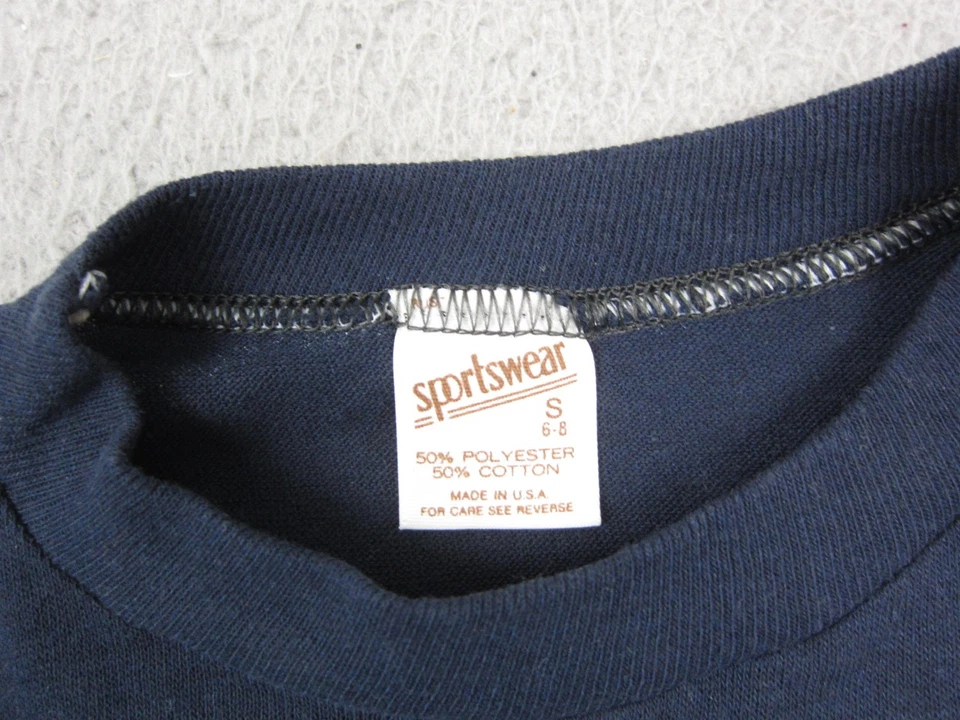 sportswear
S
6-8
50% POLYESTER
50% COTTON
MADE IN U.S.A.
FOR CARE SEE REVERSE